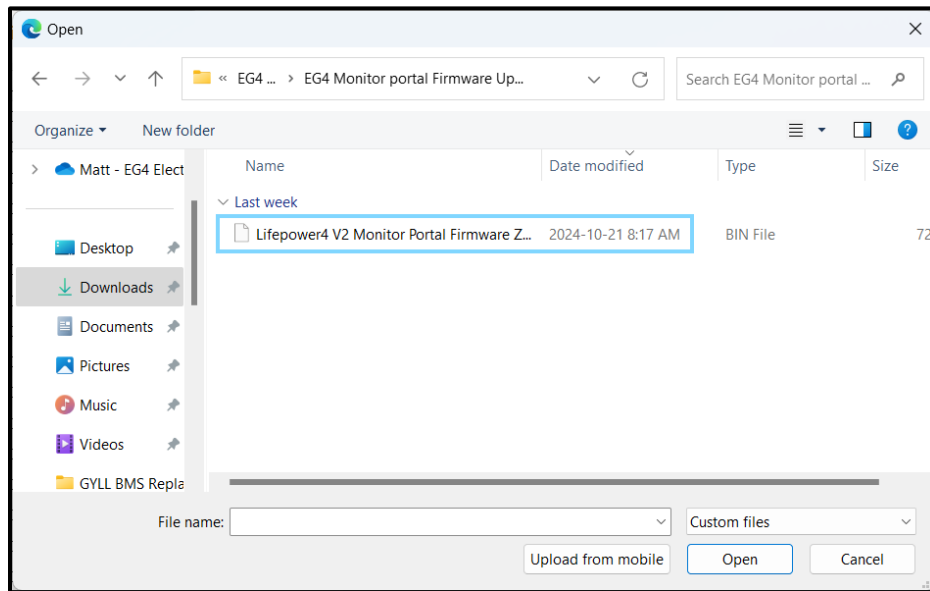 Open
« EG4 ... > EG4 Monitor portal Firmware Up...
Search EG4 Monitor portal ...
Organize New folder
Name Date modified Type Size
Matt - EG4 Elect
Last week
Lifepower4 V2 Monitor Portal Firmware Z... 2024-10-21 8:17 AM BIN File 72
Desktop
Downloads
Documents
Pictures
Music
Videos
GYLL BMS Repla
File name: Custom files
Upload from mobile Open Cancel